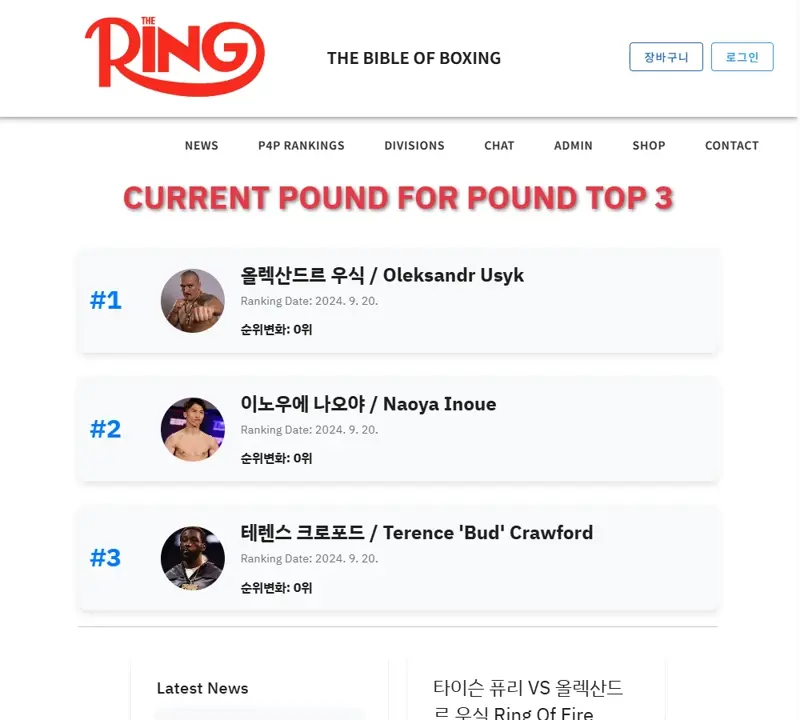 THE
RING
THE BIBLE OF BOXING
장바구니
로그인
NEWS
P4P RANKINGS
DIVISIONS
CHAT
ADMIN
SHOP
CONTACT
CURRENT POUND FOR POUND TOP 3
#1
올렉산드르 우식 / Oleksandr Usyk
Ranking Date: 2024. 9. 20.
순위변화: 0위
#2
이노우에 나오야 / Naoya Inoue
Ranking Date: 2024. 9. 20.
순위변화: 0위
#3
테렌스 크로포드 / Terence 'Bud' Crawford
Ranking Date: 2024. 9. 20.
순위변화: 0위
Latest News
타이슨 퓨리 VS 올렉산드
르 우식 Ring Of Fire